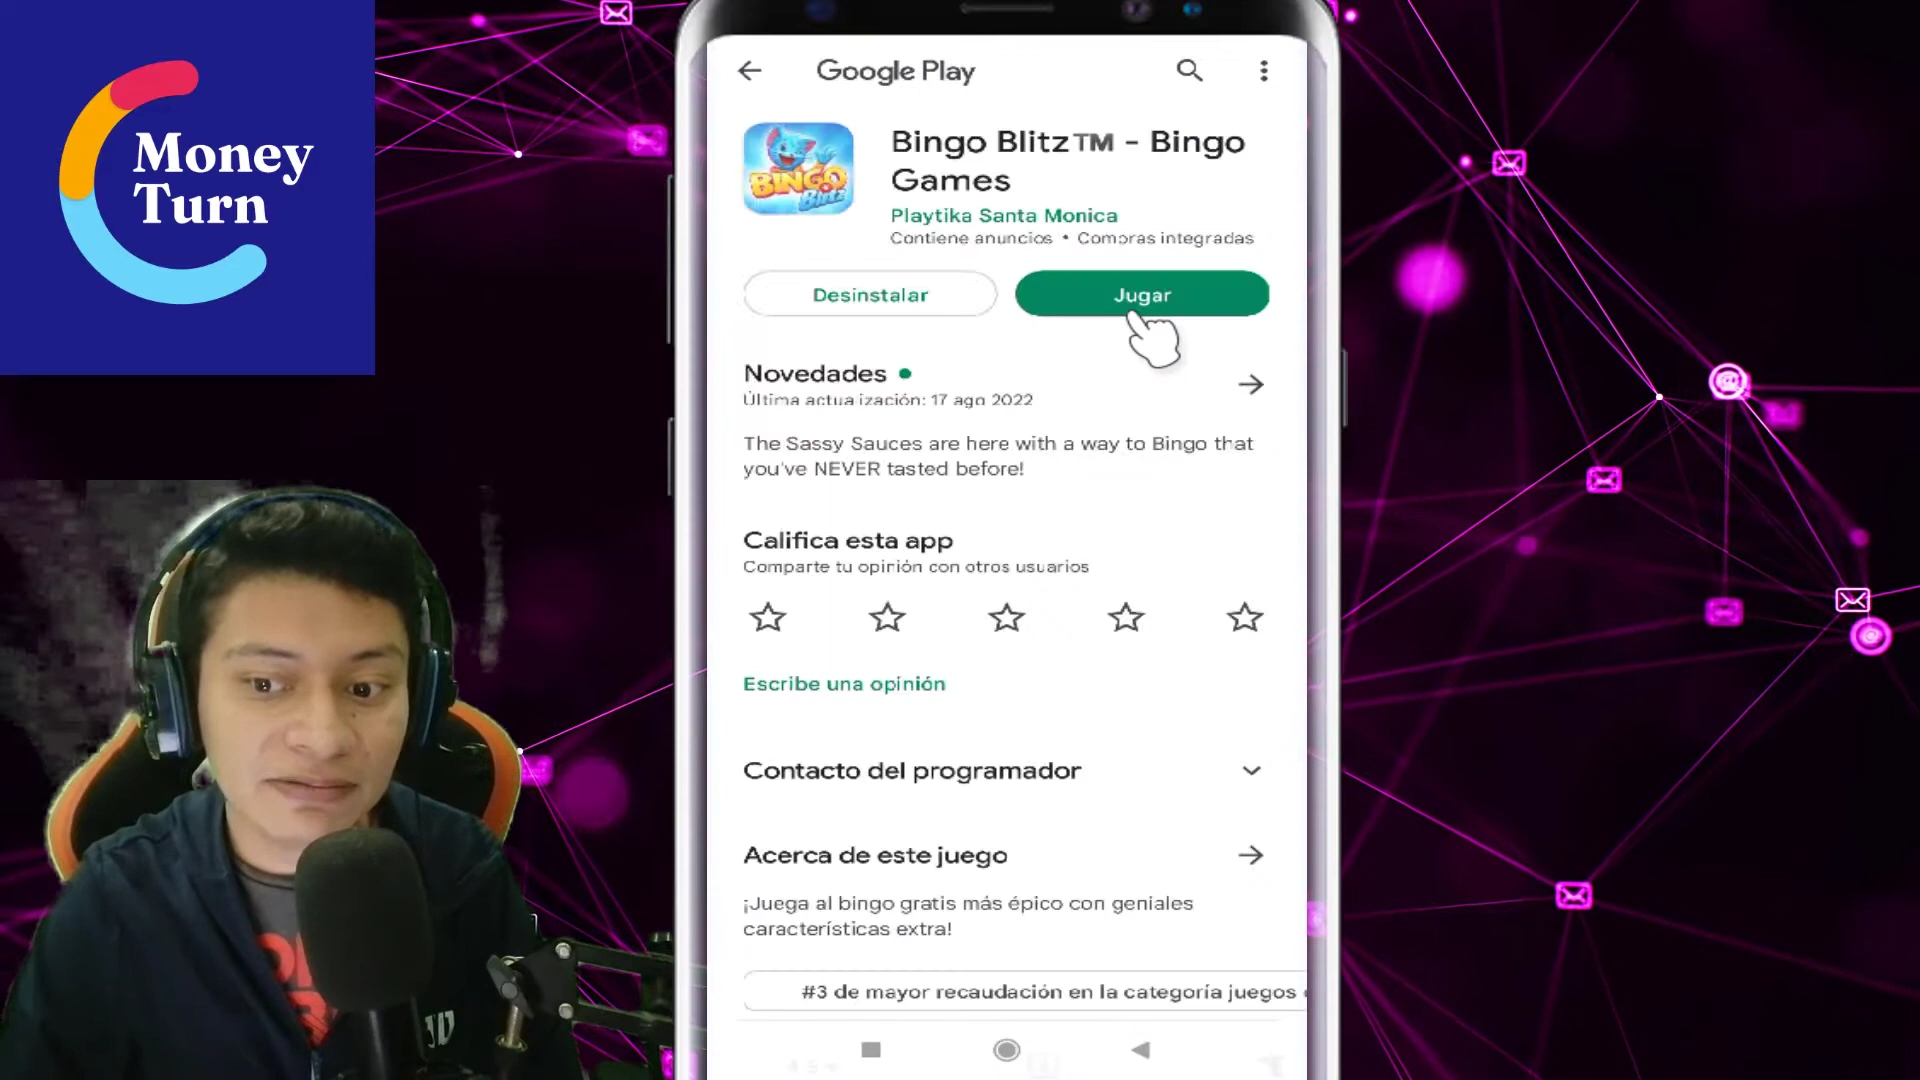 Money
Turn
Google Play
BINGO
Blitz
Bingo Blitz™ - Bingo
Games
Playtika Santa Monica
Contiene anuncios • Compras integradas
Desinstalar
Jugar
Novedades
Última actualización: 17 ago 2022
The Sassy Sauces are here with a way to Bingo that
you've NEVER tasted before!
Califica esta app
Comparte tu opinión con otros usuarios
Escribe una opinión
Contacto del programador
Acerca de este juego
¡Juega al bingo gratis más épico con geniales
características extra!
#3 de mayor recaudación en la categoría juegos